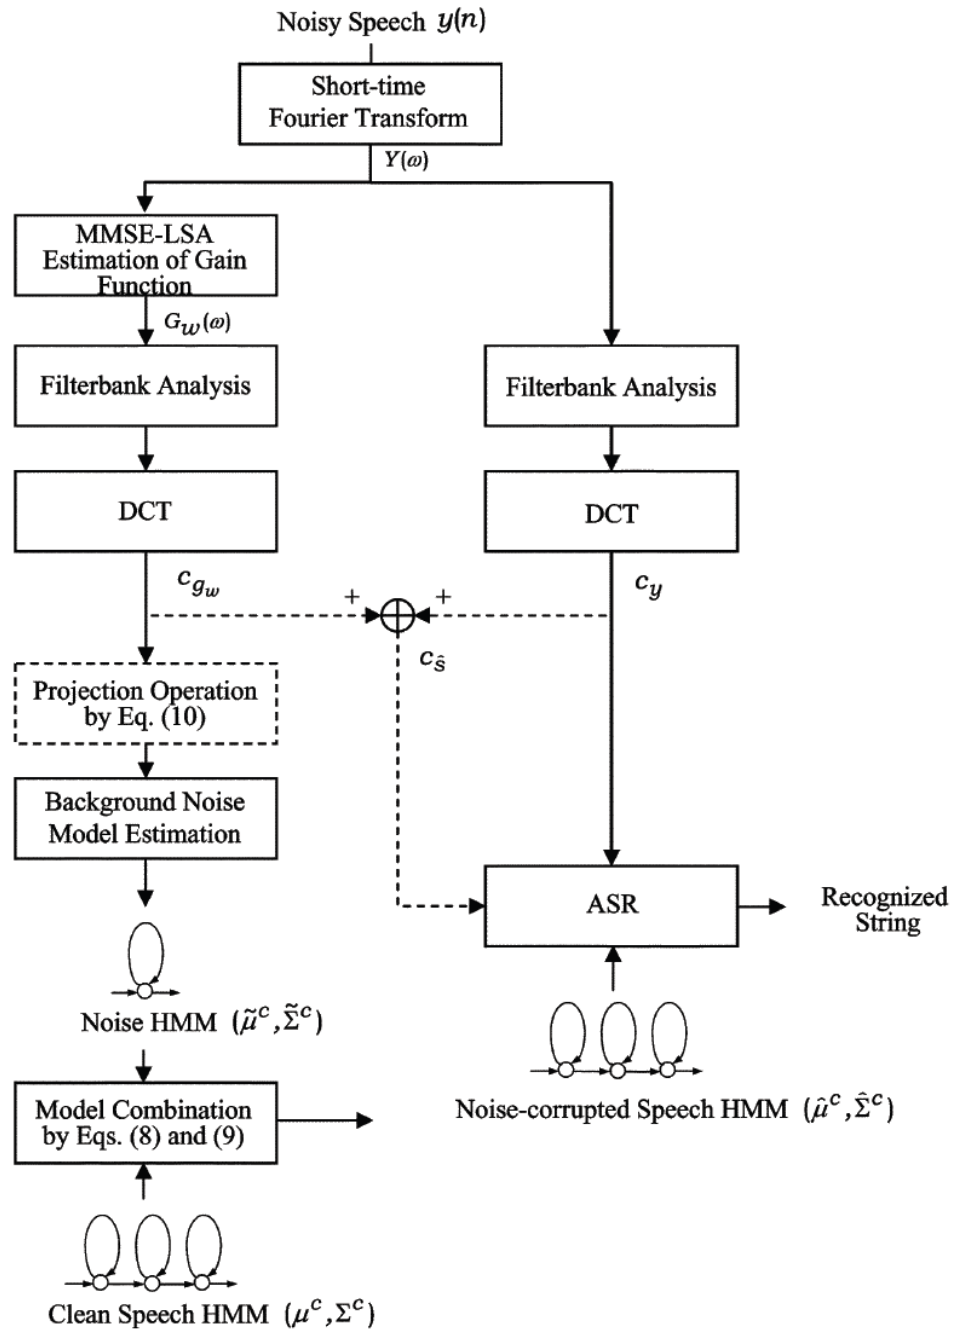 Noisy Speech y(n)
Short-time
Fourier Transform
Y(ω)
MMSE-LSA
Estimation of Gain
Function
G_w(ω)
Filterbank Analysis
Filterbank Analysis
DCT
DCT
c_{g_w}
c_y
+ +
c_ŝ
Projection Operation
by Eq. (10)
Background Noise
Model Estimation
ASR
Recognized
String
Noise HMM (μ̃^c, Σ̃^c)
Model Combination
by Eqs. (8) and (9)
Noise-corrupted Speech HMM (μ̂^c, Σ̂^c)
Clean Speech HMM (μ^c, Σ^c)